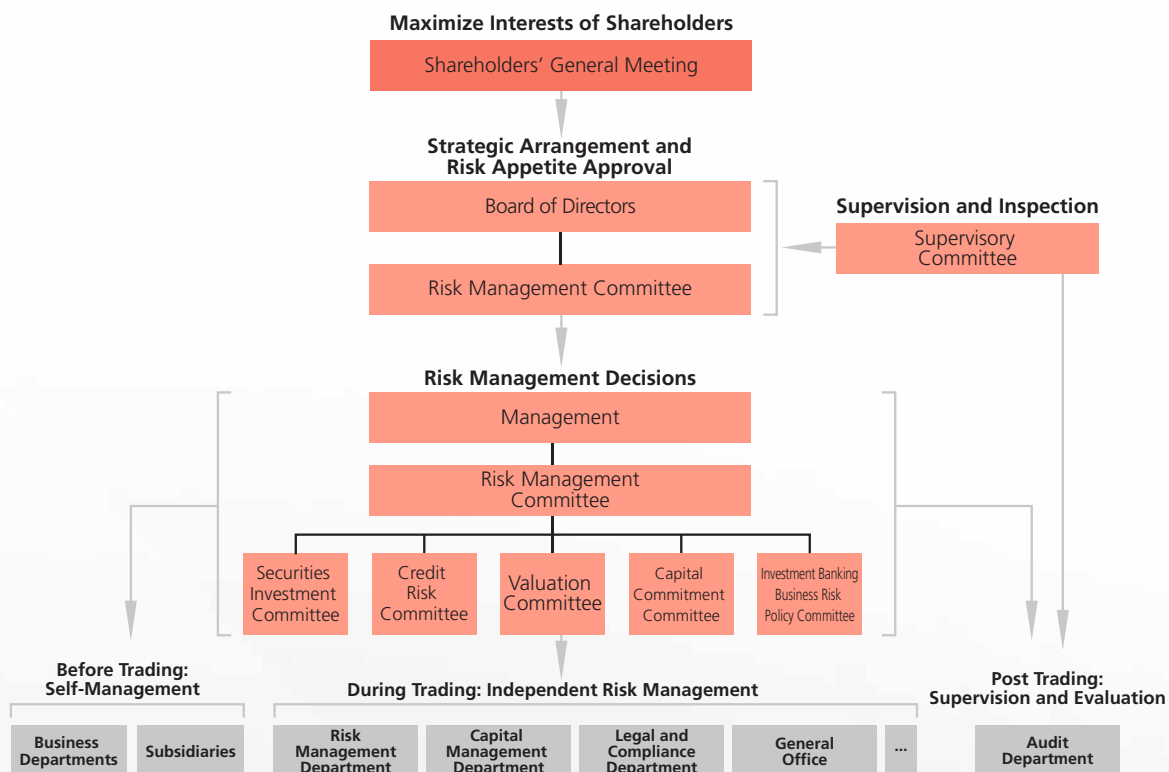 Maximize Interests of Shareholders
Shareholders’ General Meeting
Strategic Arrangement and
Risk Appetite Approval
Board of Directors
Supervision and Inspection
Supervisory
Committee
Risk Management Committee
Risk Management Decisions
Management
Risk Management
Committee
Securities
Investment
Committee
Credit
Risk
Committee
Valuation
Committee
Capital
Commitment
Committee
Investment Banking
Business Risk
Policy Committee
Before Trading:
Self-Management
During Trading: Independent Risk Management
Post Trading:
Supervision and Evaluation
Business
Departments
Subsidiaries
Risk
Management
Department
Capital
Management
Department
Legal and
Compliance
Department
General
Office
...
Audit
Department